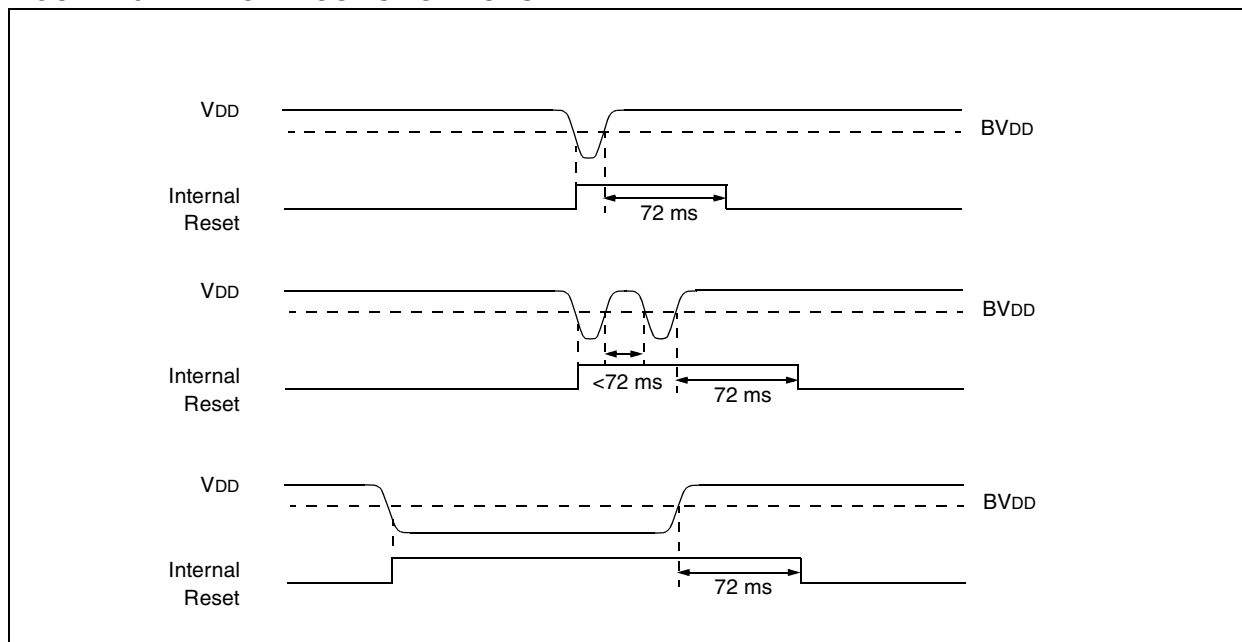 VDD
BVDD
Internal
Reset
72 ms
VDD
BVDD
Internal
Reset
<72 ms
72 ms
VDD
BVDD
Internal
Reset
72 ms